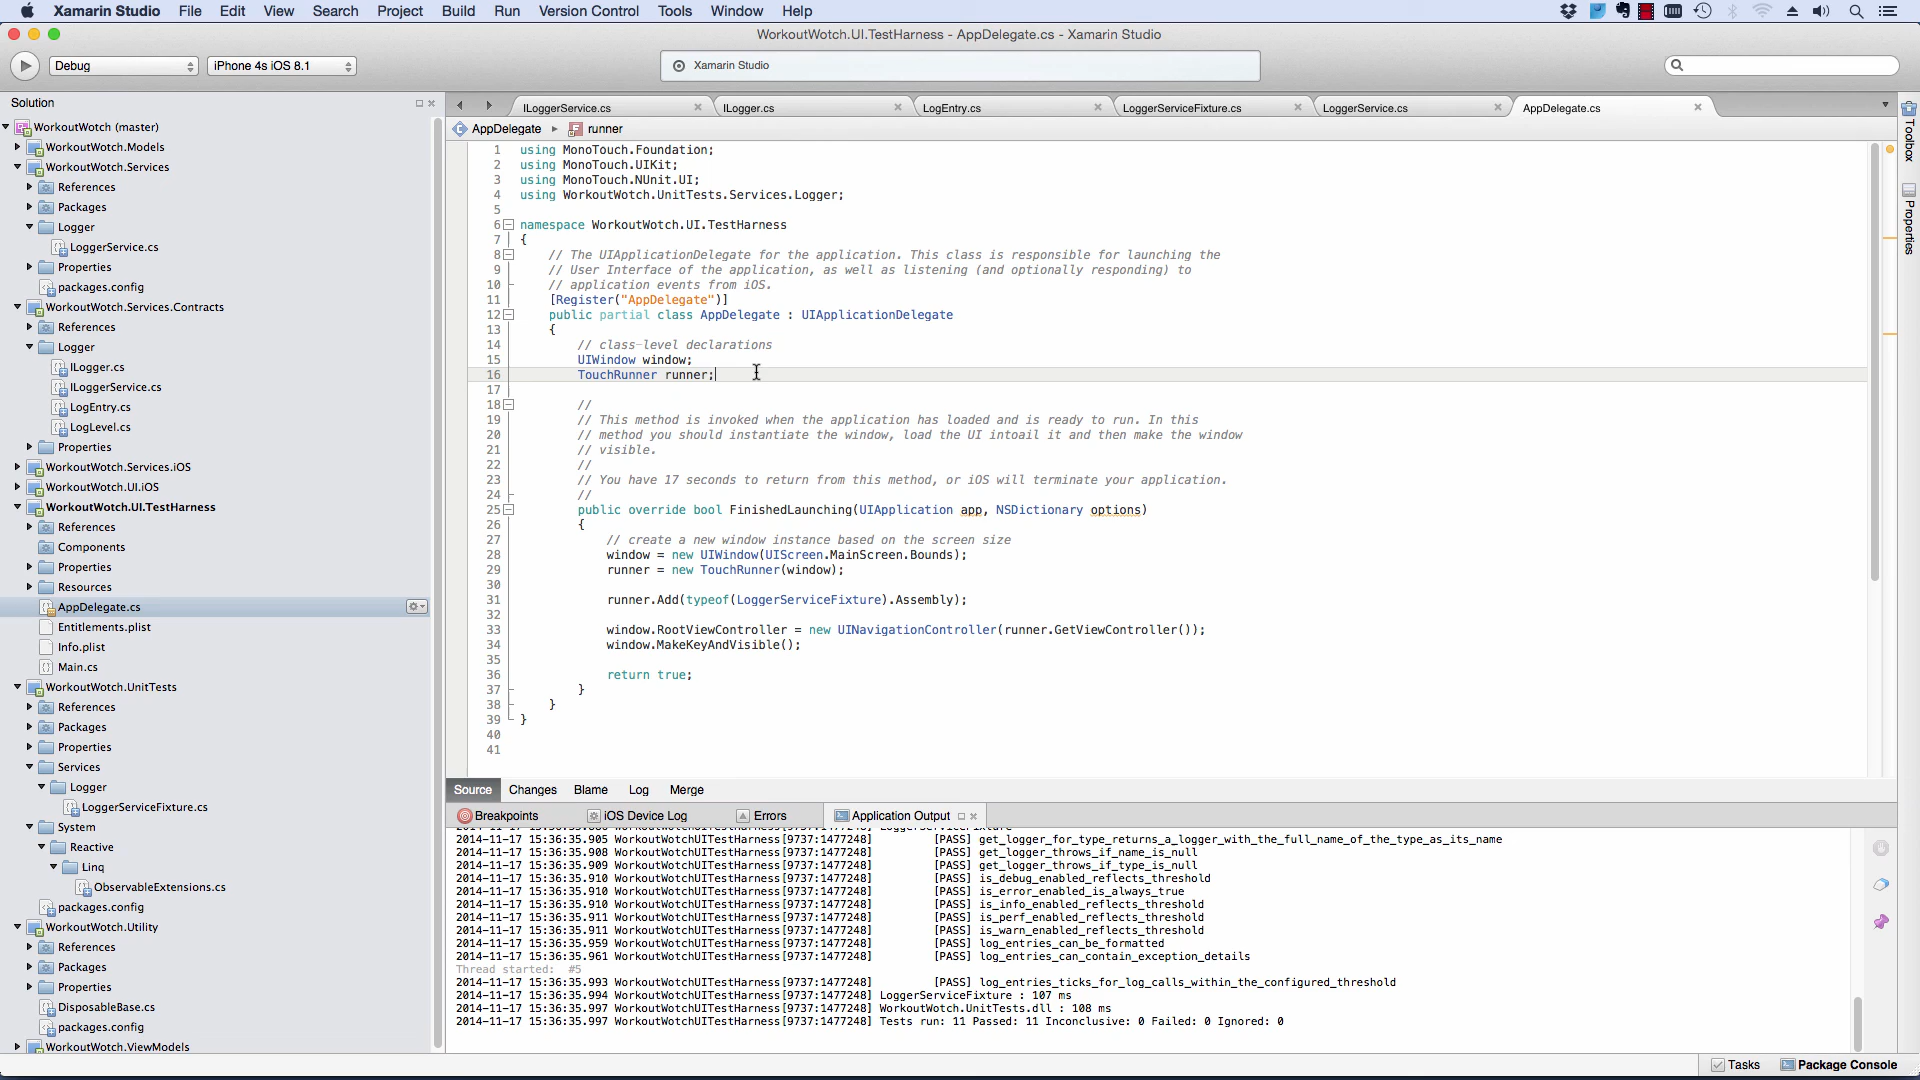 Xamarin Studio File Edit View Search Project Build Run Version Control Tools Window Help
WorkoutWotch.UI.TestHarness - AppDelegate.cs - Xamarin Studio
Debug iPhone 4s iOS 8.1 Xamarin Studio
Solution
WorkoutWotch (master)
WorkoutWotch.Models
WorkoutWotch.Services
References
Packages
Logger
LoggerService.cs
Properties
packages.config
WorkoutWotch.Services.Contracts
References
Logger
ILogger.cs
ILoggerService.cs
LogEntry.cs
LogLevel.cs
Properties
WorkoutWotch.Services.iOS
WorkoutWotch.UI.iOS
WorkoutWotch.UI.TestHarness
References
Components
Properties
Resources
AppDelegate.cs
Entitlements.plist
Info.plist
Main.cs
WorkoutWotch.UnitTests
References
Packages
Properties
Services
Logger
LoggerServiceFixture.cs
System
Reactive
Linq
ObservableExtensions.cs
packages.config
WorkoutWotch.Utility
References
Packages
Properties
DisposableBase.cs
packages.config
WorkoutWotch.ViewModels
ILoggerService.cs ILogger.cs LogEntry.cs LoggerServiceFixture.cs LoggerService.cs AppDelegate.cs
AppDelegate runner
1 using MonoTouch.Foundation;
2 using MonoTouch.UIKit;
3 using MonoTouch.NUnit.UI;
4 using WorkoutWotch.UnitTests.Services.Logger;
5
6 namespace WorkoutWotch.UI.TestHarness
7 {
8 // The UIApplicationDelegate for the application. This class is responsible for launching the
9 // User Interface of the application, as well as listening (and optionally responding) to
10 // application events from iOS.
11 [Register("AppDelegate")]
12 public partial class AppDelegate : UIApplicationDelegate
13 {
14 // class-level declarations
15 UIWindow window;
16 TouchRunner runner;
17
18 //
19 // This method is invoked when the application has loaded and is ready to run. In this
20 // method you should instantiate the window, load the UI intoail it and then make the window
21 // visible.
22 //
23 // You have 17 seconds to return from this method, or iOS will terminate your application.
24 //
25 public override bool FinishedLaunching(UIApplication app, NSDictionary options)
26 {
27 // create a new window instance based on the screen size
28 window = new UIWindow(UIScreen.MainScreen.Bounds);
29 runner = new TouchRunner(window);
30
31 runner.Add(typeof(LoggerServiceFixture).Assembly);
32
33 window.RootViewController = new UINavigationController(runner.GetViewController());
34 window.MakeKeyAndVisible();
35
36 return true;
37 }
38 }
39 }
40
41
Source Changes Blame Log Merge
Breakpoints iOS Device Log Errors Application Output
2014-11-17 15:36:35.905 WorkoutWotchUITestHarness[9737:1477248] [PASS] get_logger_for_type_returns_a_logger_with_the_full_name_of_the_type_as_its_name
2014-11-17 15:36:35.908 WorkoutWotchUITestHarness[9737:1477248] [PASS] get_logger_throws_if_name_is_null
2014-11-17 15:36:35.909 WorkoutWotchUITestHarness[9737:1477248] [PASS] get_logger_throws_if_type_is_null
2014-11-17 15:36:35.910 WorkoutWotchUITestHarness[9737:1477248] [PASS] is_debug_enabled_reflects_threshold
2014-11-17 15:36:35.910 WorkoutWotchUITestHarness[9737:1477248] [PASS] is_error_enabled_is_always_true
2014-11-17 15:36:35.910 WorkoutWotchUITestHarness[9737:1477248] [PASS] is_info_enabled_reflects_threshold
2014-11-17 15:36:35.911 WorkoutWotchUITestHarness[9737:1477248] [PASS] is_perf_enabled_reflects_threshold
2014-11-17 15:36:35.911 WorkoutWotchUITestHarness[9737:1477248] [PASS] is_warn_enabled_reflects_threshold
2014-11-17 15:36:35.959 WorkoutWotchUITestHarness[9737:1477248] [PASS] log_entries_can_be_formatted
2014-11-17 15:36:35.961 WorkoutWotchUITestHarness[9737:1477248] [PASS] log_entries_can_contain_exception_details
Thread started: #5
2014-11-17 15:36:35.993 WorkoutWotchUITestHarness[9737:1477248] [PASS] log_entries_ticks_for_log_calls_within_the_configured_threshold
2014-11-17 15:36:35.994 WorkoutWotchUITestHarness[9737:1477248] LoggerServiceFixture : 107 ms
2014-11-17 15:36:35.997 WorkoutWotchUITestHarness[9737:1477248] WorkoutWotch.UnitTests.dll : 108 ms
2014-11-17 15:36:35.997 WorkoutWotchUITestHarness[9737:1477248] Tests run: 11 Passed: 11 Inconclusive: 0 Failed: 0 Ignored: 0
Toolbox
Properties
Tasks Package Console